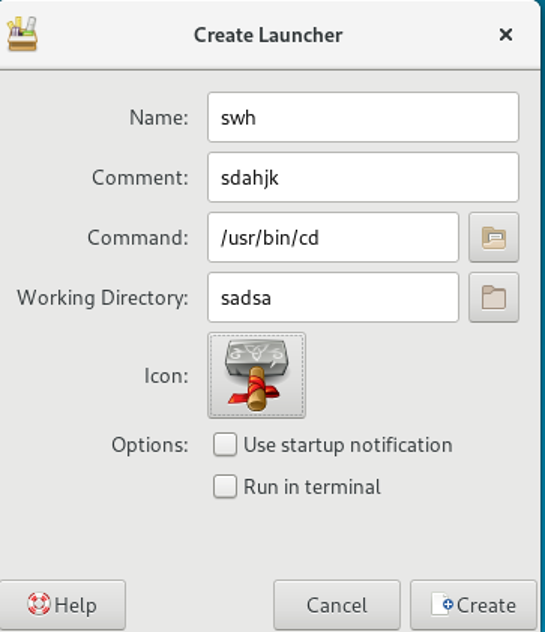 Create Launcher
Name: swh
Comment: sdahjk
Command: /usr/bin/cd
Working Directory: sadsa
Icon:
Options: Use startup notification
Run in terminal
Help Cancel Create